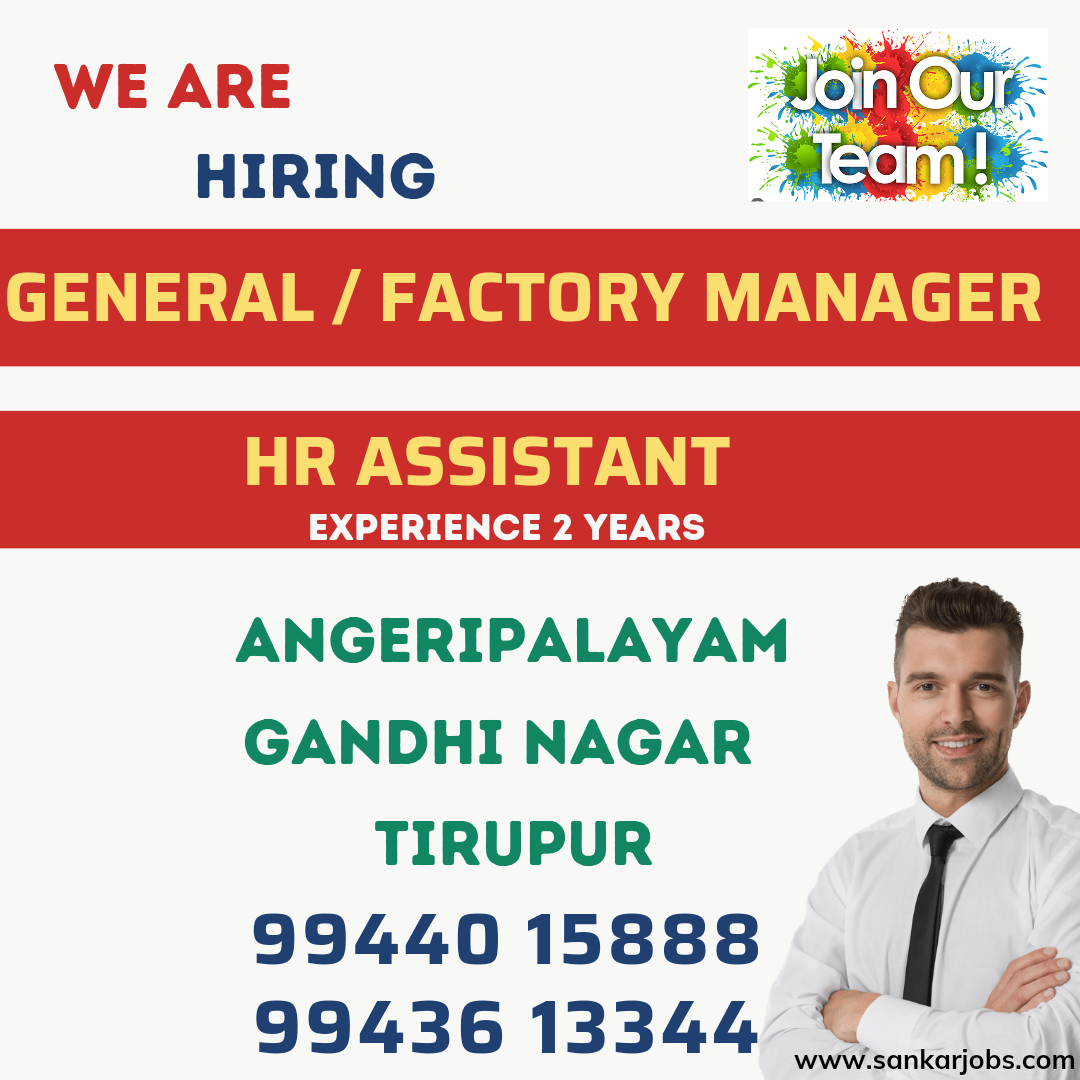 WE ARE
HIRING
Join Our
Team!
GENERAL / FACTORY MANAGER
HR ASSISTANT
EXPERIENCE 2 YEARS
ANGERIPALAYAM
GANDHI NAGAR
TIRUPUR
99440 15888
99436 13344
www.sankarjobs.com